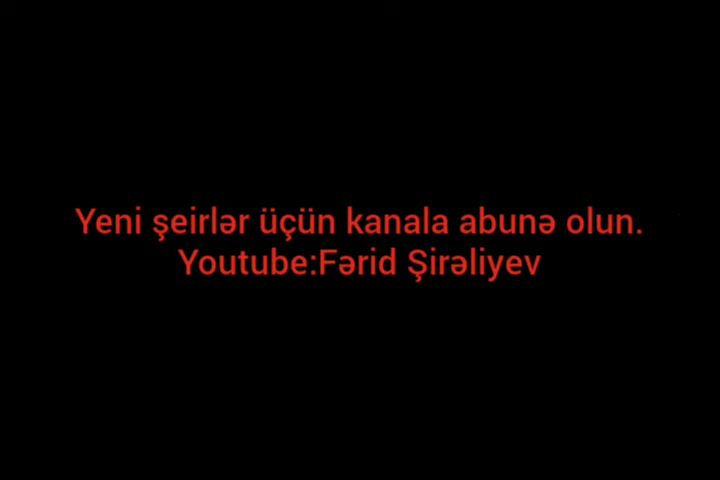 Yeni şeirlər üçün kanala abunə olun.
Youtube:Fərid Şirəliyev